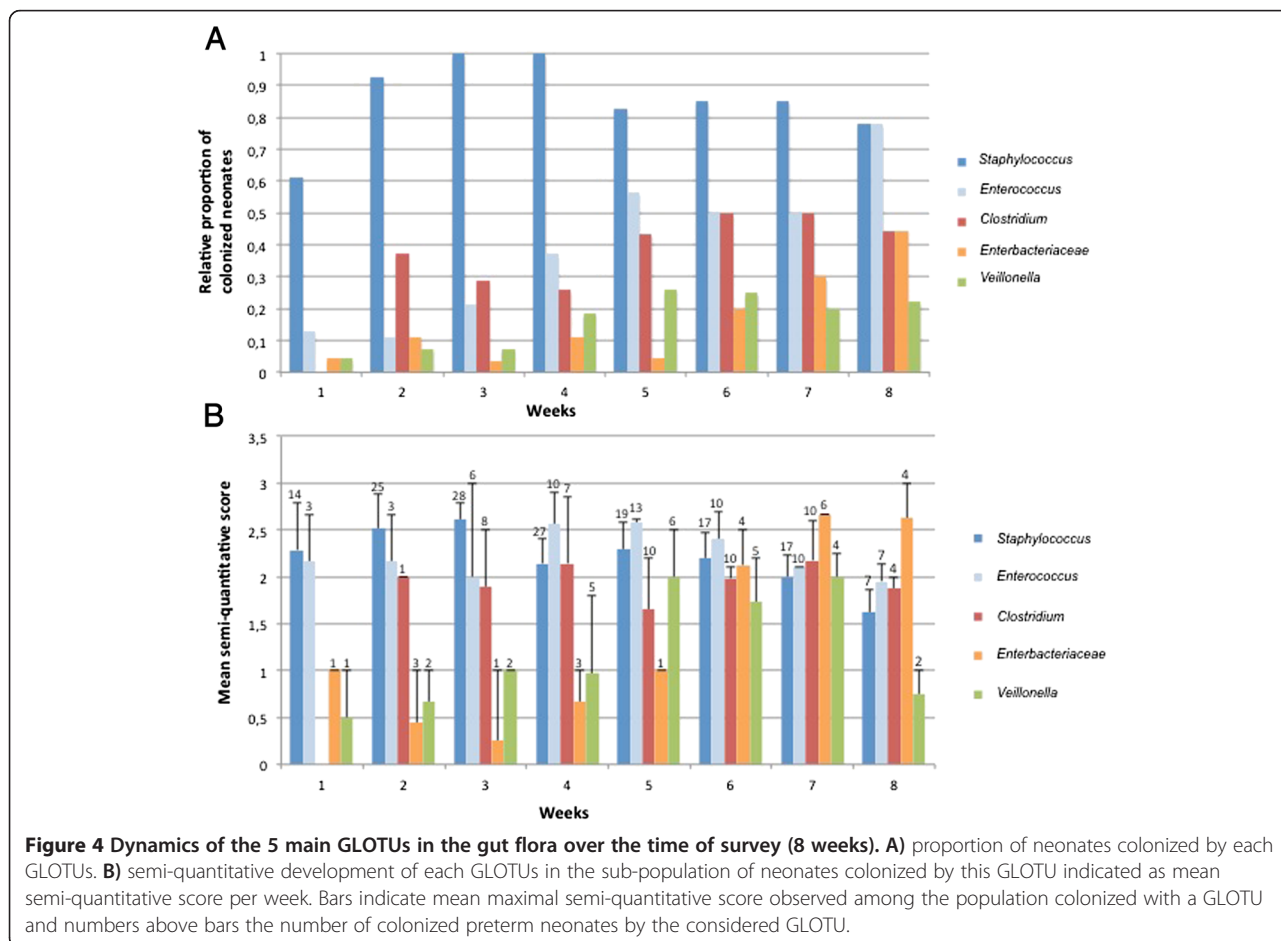 A
1
0,9
0,8
0,7
0,6
0,5
0,4
0,3
0,2
0,1
0
Relative proportion of
colonized neonates
1 2 3 4 5 6 7 8
Weeks
Staphylococcus
Enterococcus
Clostridium
Enterbacteriaceae
Veillonella
B
3,5
3
2,5
2
1,5
1
0,5
0
Mean semi-quantitative score
14 3 1 1
25 3 1 3 2
28 6 8 1 2
27 10 7 3 5
19 13 10 1 6
17 10 10 4 5
17 10 10 6 4
7 7 4 4 2
1 2 3 4 5 6 7 8
Weeks
Staphylococcus
Enterococcus
Clostridium
Enterbacteriaceae
Veillonella
Figure 4 Dynamics of the 5 main GLOTUs in the gut flora over the time of survey (8 weeks). A) proportion of neonates colonized by each
GLOTUs. B) semi-quantitative development of each GLOTUs in the sub-population of neonates colonized by this GLOTU indicated as mean
semi-quantitative score per week. Bars indicate mean maximal semi-quantitative score observed among the population colonized with a GLOTU
and numbers above bars the number of colonized preterm neonates by the considered GLOTU.